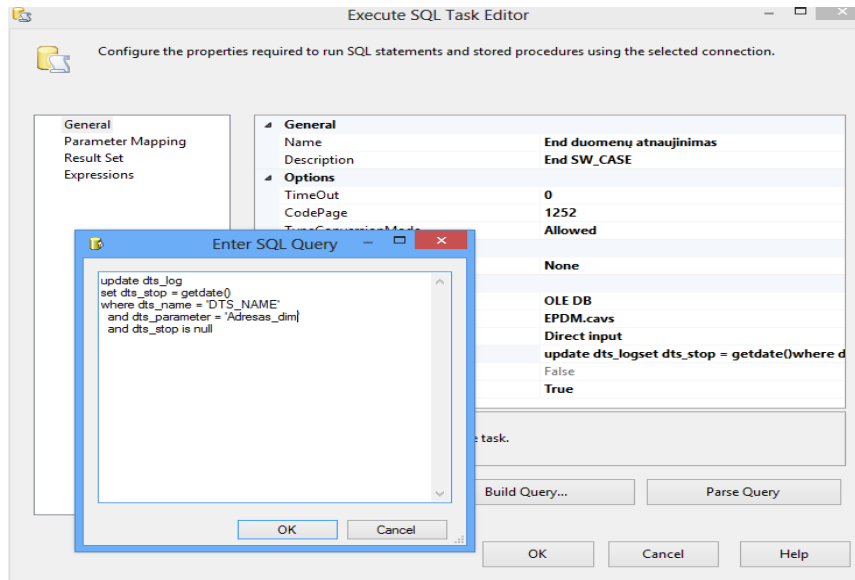 Execute SQL Task Editor
Configure the properties required to run SQL statements and stored procedures using the selected connection.
General
Parameter Mapping
Result Set
Expressions
General
Name End duomenų atnaujinimas
Description End SW_CASE
Options
TimeOut 0
CodePage 1252
TypeConversionMode Allowed
None
OLE DB
EPDM.cavs
Direct input
update dts_logset dts_stop = getdate()where d
False
True
Enter SQL Query
update dts_log
set dts_stop = getdate()
where dts_name = 'DTS_NAME'
and dts_parameter = 'Adresas_dim
and dts_stop is null
OK Cancel
task.
Build Query... Parse Query
OK Cancel Help